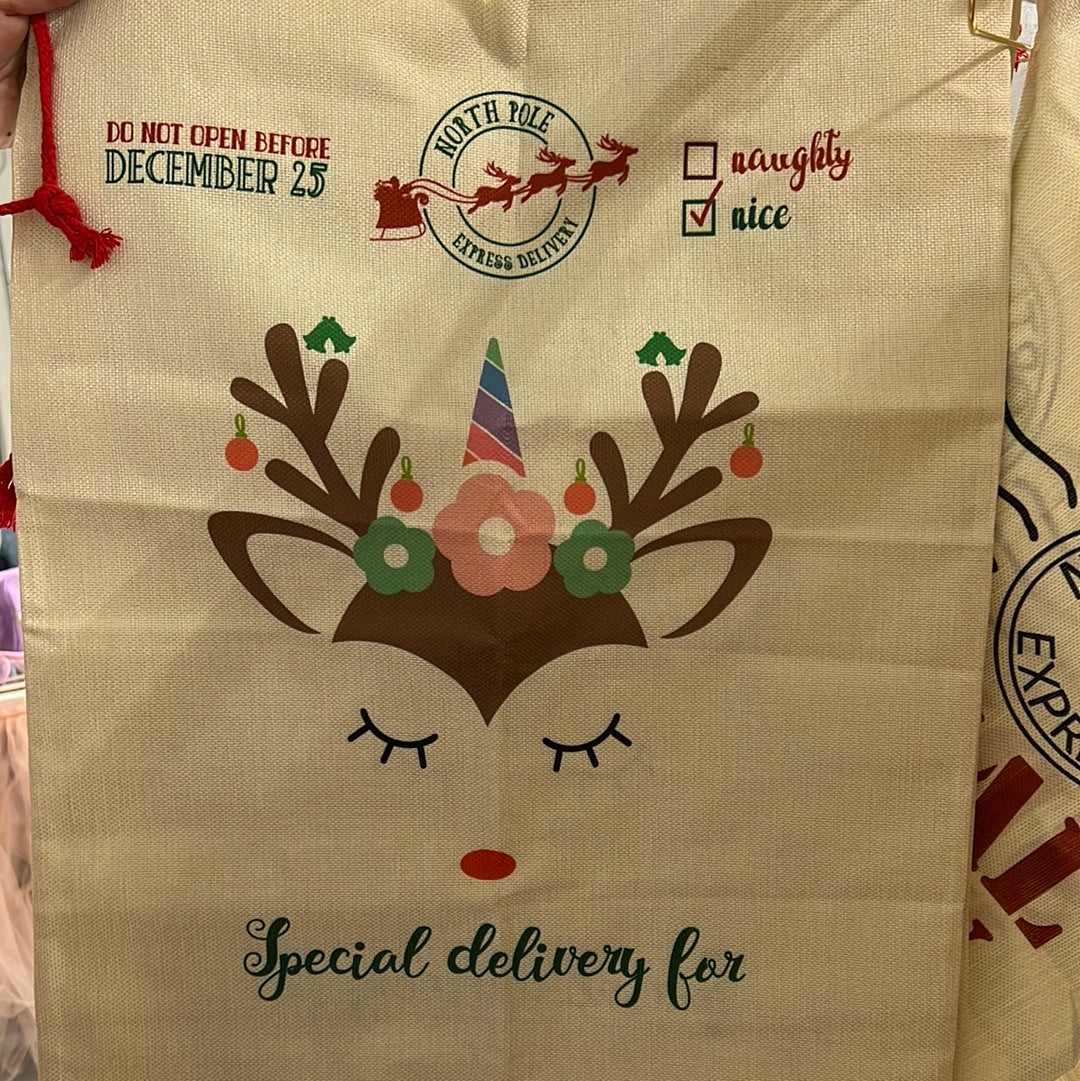 DO NOT OPEN BEFORE
DECEMBER 25
NORTH POLE
EXPRESS DELIVERY
naughty
nice
Special delivery for